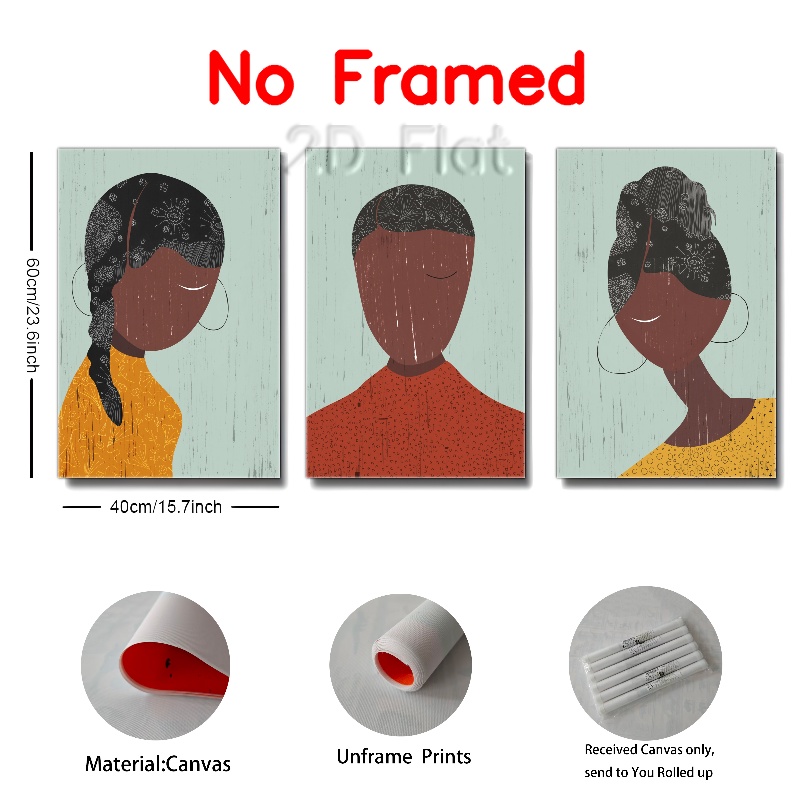 No Framed
2D Flat
60cm/23.6inch
40cm/15.7inch
Material:Canvas
Unframe Prints
Received Canvas only,
send to You Rolled up